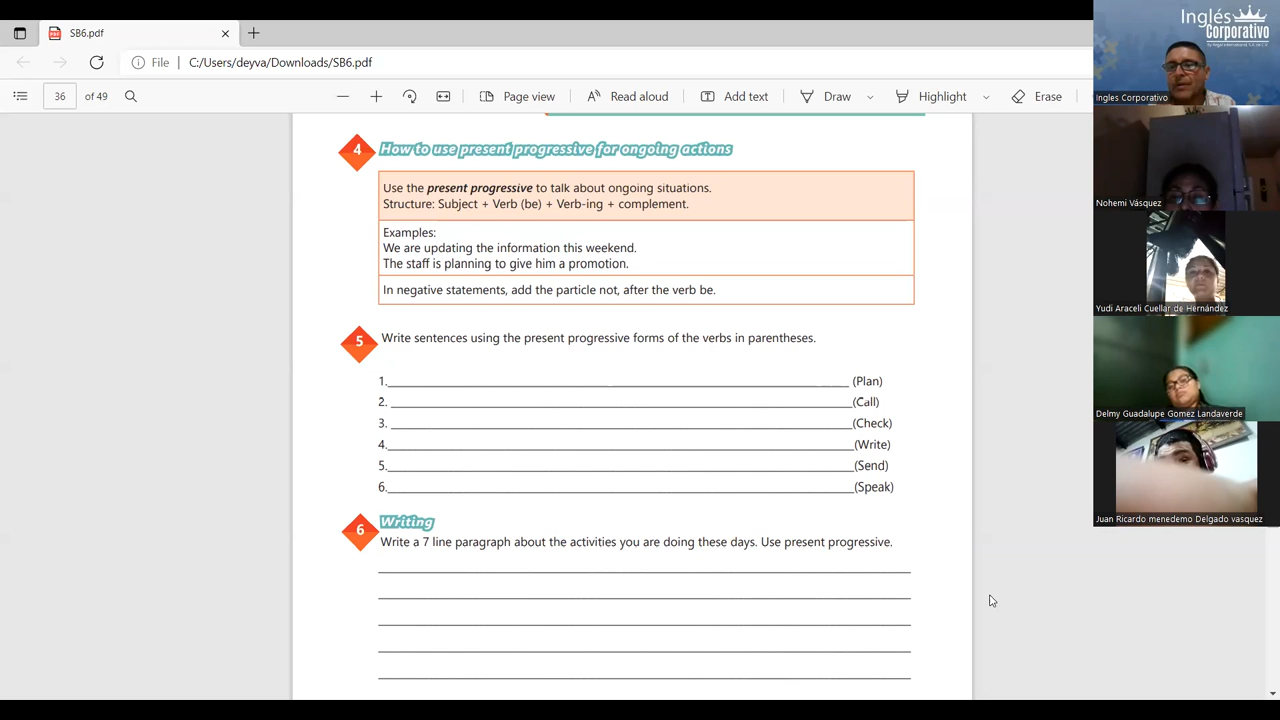 SB6.pdf
File
C:/Users/deyva/Downloads/SB6.pdf
36
of 49
Page view
Read aloud
Add text
Draw
Highlight
Erase
4
How to use present progressive for ongoing actions
Use the present progressive to talk about ongoing situations.
Structure: Subject + Verb (be) + Verb-ing + complement.
Examples:
We are updating the information this weekend.
The staff is planning to give him a promotion.
In negative statements, add the particle not, after the verb be.
5
Write sentences using the present progressive forms of the verbs in parentheses.
1.__________ (Plan)
2. __________(Call)
3. __________(Check)
4.__________(Write)
5.__________(Send)
6.__________(Speak)
6
Writing
Write a 7 line paragraph about the activities you are doing these days. Use present progressive.
Inglés
Corporativo
Ingles Corporativo
Nohemi Vásquez
Yudi Araceli Cuellar de Hernández
Delmy Guadalupe Gomez Landaverde
Juan Ricardo menedemo Delgado vasquez